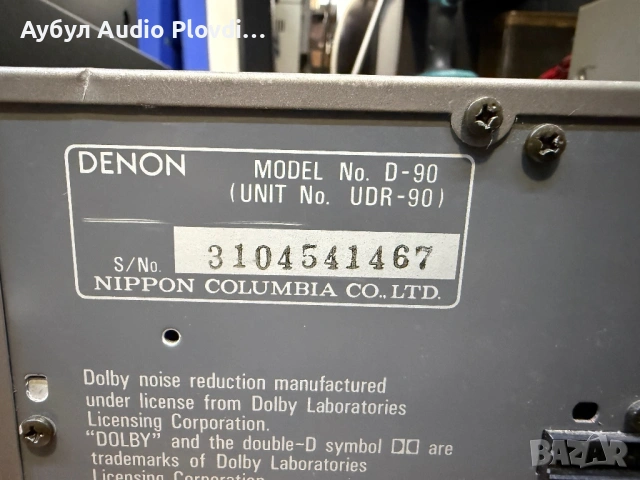 Аубул Audio Plovdi...
DENON
MODEL No. D-90
(UNIT No. UDR-90)
S/No. 3104541467
NIPPON COLUMBIA CO., LTD.
Dolby noise reduction manufactured
under license from Dolby Laboratories
Licensing Corporation.
"DOLBY" and the double-D symbol are
trademarks of Dolby Laboratories
Licensing Corporation.
BAZAR